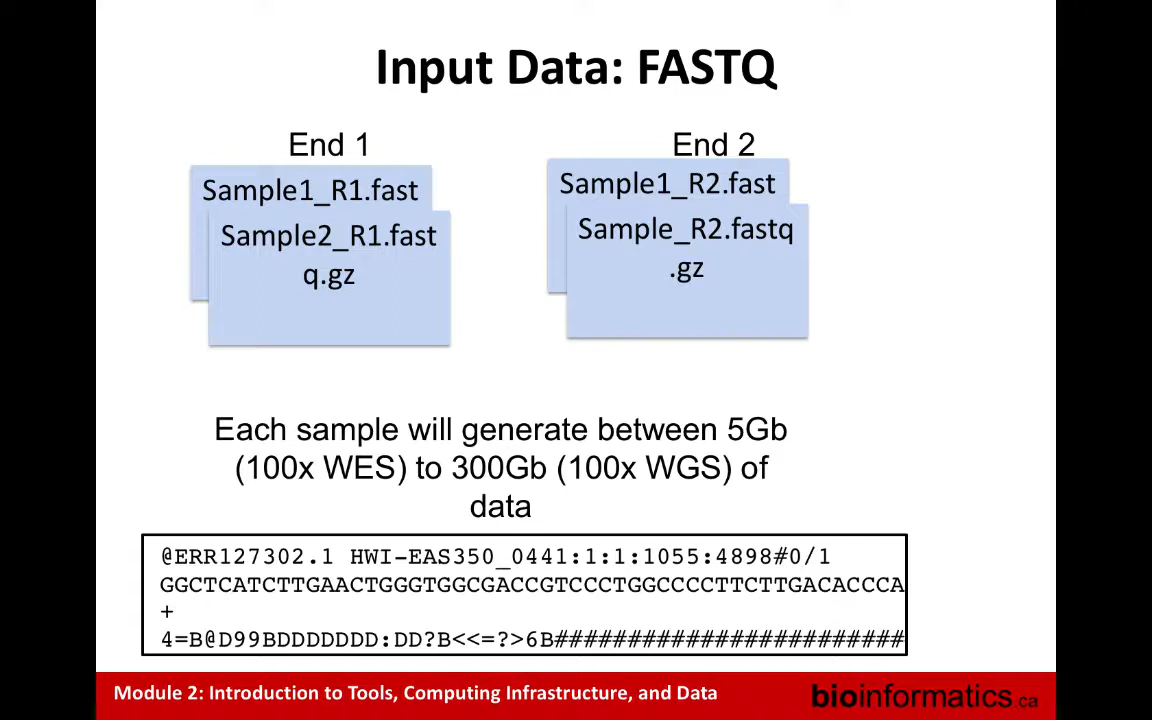 Input Data: FASTQ
End 1
End 2
Sample1_R1.fast
Sample2_R1.fast
q.gz
Sample1_R2.fast
Sample_R2.fastq
.gz
Each sample will generate between 5Gb
(100x WES) to 300Gb (100x WGS) of
data
@ERR127302.1 HWI-EAS350_0441:1:1:1055:4898#0/1
GGCTCATCTTGAACTGGGTGGCGACCGTCCCTGGCCCCTTCTTGACACCCA
+
4=B@D99BDDDDDDD:DD?B<<=?>6B########################
Module 2: Introduction to Tools, Computing Infrastructure, and Data
bioinformatics.ca